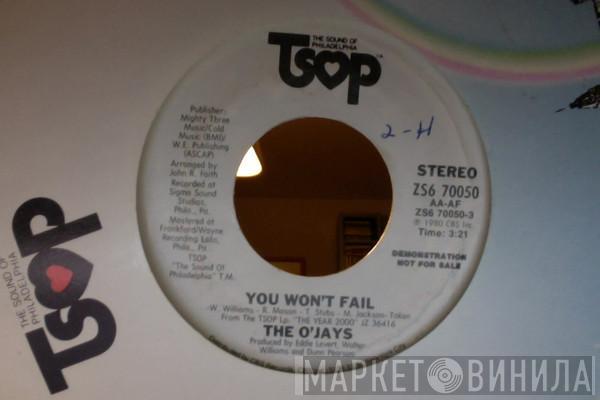 THE SOUND OF
PHILADELPHIA
TSOP
Publisher:
Mighty Three
Music/Cold
Music (BMI)/
W.E. Publishing
(ASCAP)
Arranged by
John R. Faith
Recorded at
Sigma Sound
Studios,
Phila., Pa.
Mastered at
Frankford/Wayne
Recording Labs,
Phila., Pa.
TSOP
"The Sound Of
Philadelphia" T.M.
2-H
STEREO
ZS6 70050
AA-AF
ZS6 70050-3
℗ 1980 CBS Inc.
Time: 3:21
DEMONSTRATION
NOT FOR SALE
YOU WON'T FAIL
-W. Williams- R. Mason - T. Stubs - M. Jackson-
From The TSOP Lp- "THE YEAR 2000" JZ 36416
THE O'JAYS
Produced by Eddie Levert, Walter
Williams and Dunn Pearson
THE SOUND OF
PHILADELPHIA
TSOP
МАРКЕТ ВИНИЛА